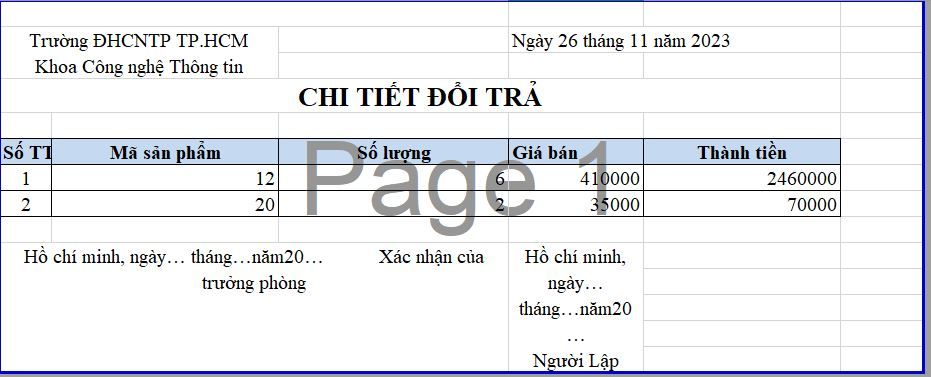 Trường ĐHCNTP TP.HCM
Khoa Công nghệ Thông tin
Ngày 26 tháng 11 năm 2023
CHI TIẾT ĐỔI TRẢ
Số TT Mã sản phẩm Số lượng Giá bán Thành tiền
1 12 6 410000 2460000
2 20 2 35000 70000
Page 1
Hồ chí minh, ngày… tháng…năm20… Xác nhận của
trưởng phòng
Hồ chí minh,
ngày…
tháng…năm20
…
Người Lập